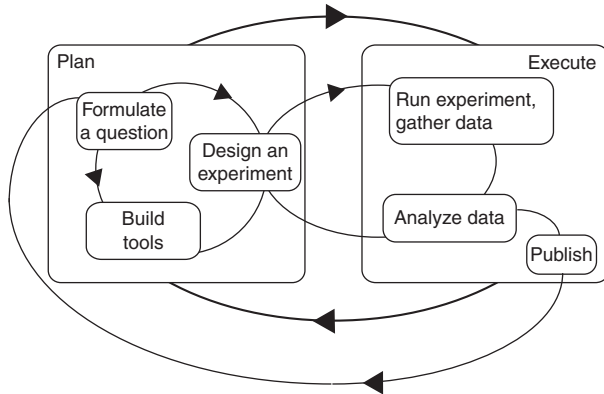 Plan
Execute
Formulate
a question
Run experiment,
gather data
Design an
experiment
Build
tools
Analyze data
Publish